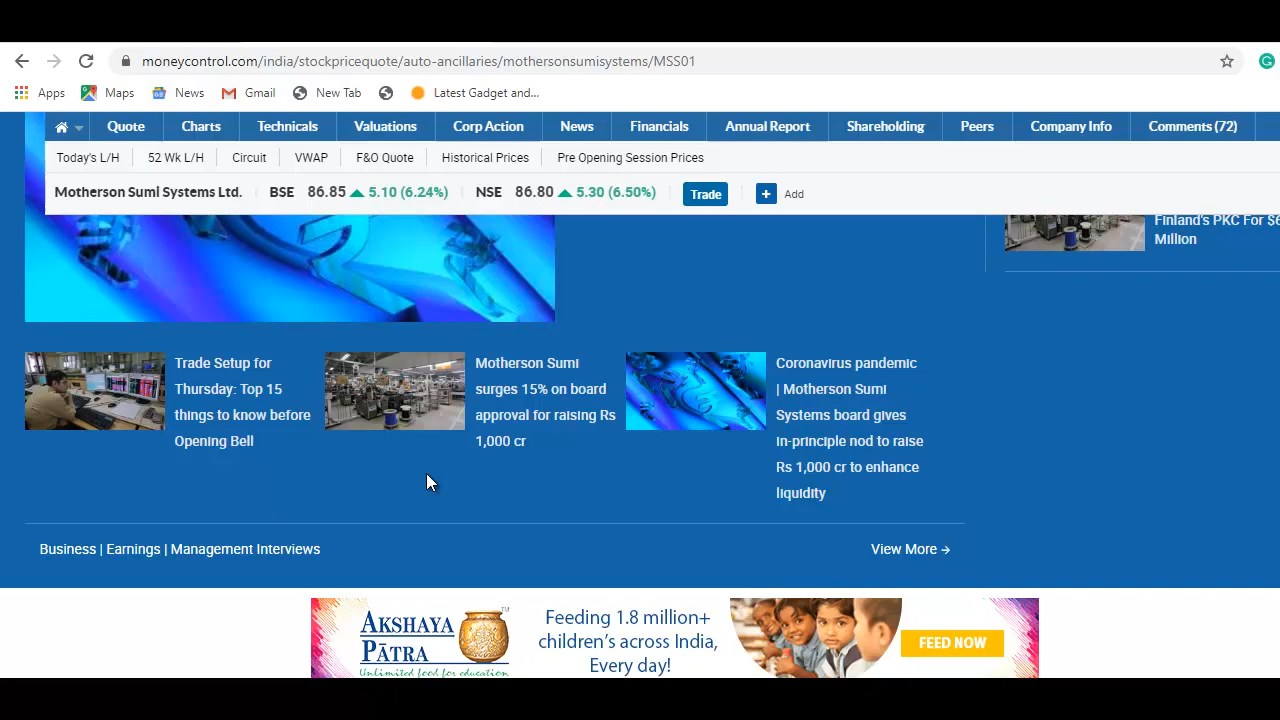 moneycontrol.com/india/stockpricequote/auto-ancillaries/mothersonsumisystems/MSS01
Apps Maps News Gmail New Tab Latest Gadget and...
Quote Charts Technicals Valuations Corp Action News Financials Annual Report Shareholding Peers Company Info Comments (72)
Today's L/H 52 Wk L/H Circuit VWAP F&O Quote Historical Prices Pre Opening Session Prices
Motherson Sumi Systems Ltd. BSE 86.85 5.10 (6.24%) NSE 86.80 5.30 (6.50%) Trade + Add
Finland's PKC For $6
Million
Trade Setup for
Thursday: Top 15
things to know before
Opening Bell
Motherson Sumi
surges 15% on board
approval for raising Rs
1,000 cr
Coronavirus pandemic
| Motherson Sumi
Systems board gives
in-principle nod to raise
Rs 1,000 cr to enhance
liquidity
Business | Earnings | Management Interviews
View More →
AKSHAYA
PĀTRA
TM
Unlimited food for education
Feeding 1.8 million+
children's across India,
Every day!
FEED NOW